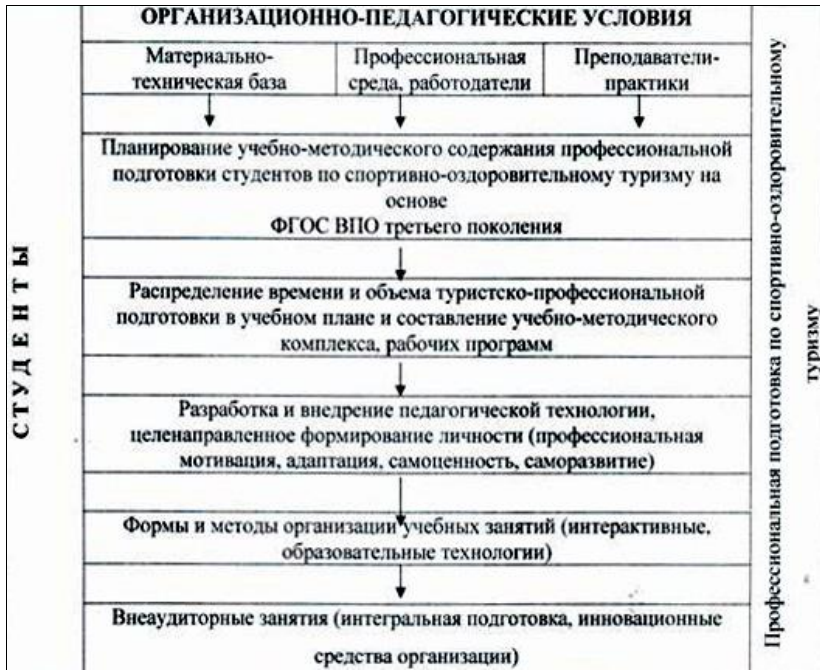 ОРГАНИЗАЦИОННО-ПЕДАГОГИЧЕСКИЕ УСЛОВИЯ
Материально-
техническая база
Профессиональная
среда, работодатели
Преподаватели-
практики
Планирование учебно-методического содержания профессиональной
подготовки студентов по спортивно-оздоровительному туризму на
основе
ФГОС ВПО третьего поколения
Распределение времени и объема туристско-профессиональной
подготовки в учебном плане и составление учебно-методического
комплекса, рабочих программ
Разработка и внедрение педагогической технологии,
целенаправленное формирование личности (профессиональная
мотивация, адаптация, самоценность, саморазвитие)
Формы и методы организации учебных занятий (интерактивные,
образовательные технологии)
Внеаудиторные занятия (интегральная подготовка, инновационные
средства организации)
СТУДЕНТЫ
Профессиональная подготовка по спортивно-оздоровительному
туризму